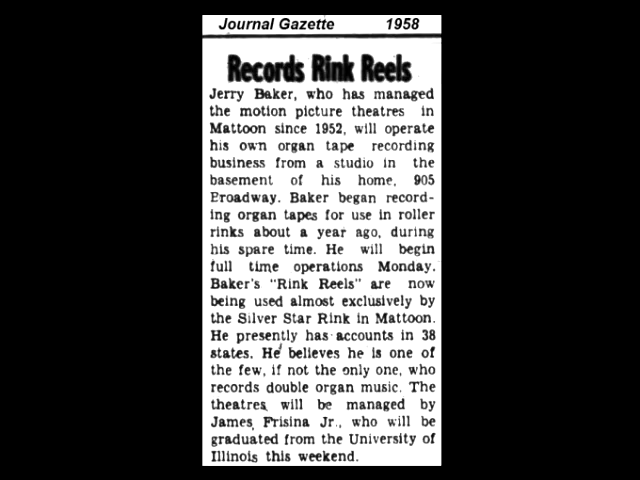 Journal Gazette 1958
Records Rink Reels
Jerry Baker, who has managed
the motion picture theatres in
Mattoon since 1952, will operate
his own organ tape recording
business from a studio in the
basement of his home, 905
Broadway. Baker began record-
ing organ tapes for use in roller
rinks about a year ago, during
his spare time. He will begin
full time operations Monday.
Baker's "Rink Reels" are now
being used almost exclusively by
the Silver Star Rink in Mattoon.
He presently has accounts in 38
states. He believes he is one of
the few, if not the only one, who
records double organ music. The
theatres will be managed by
James Frisina Jr., who will be
graduated from the University of
Illinois this weekend.